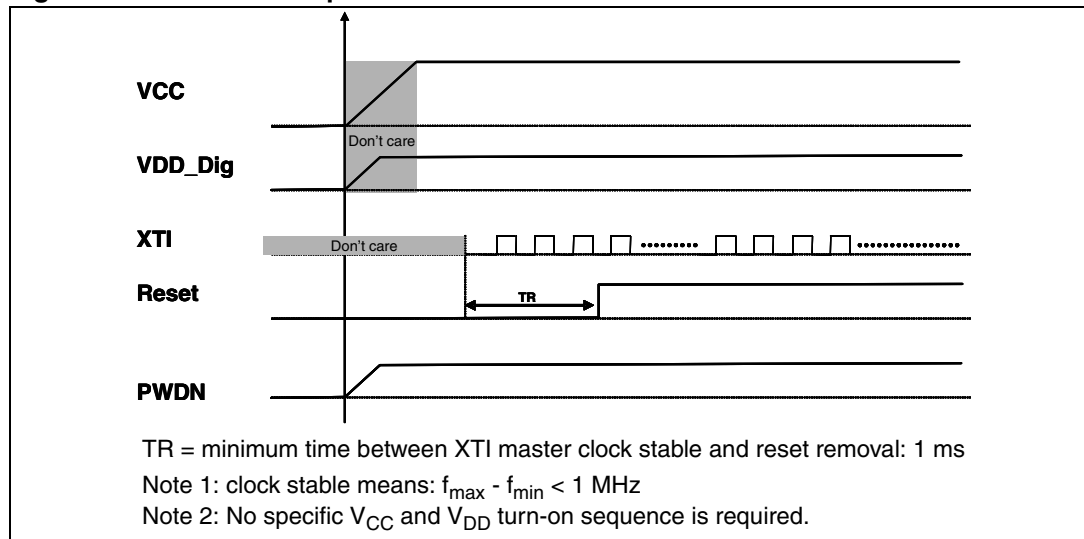 VCC
Don't care
VDD_Dig
XTI
Don't care
Reset
TR
PWDN
TR = minimum time between XTI master clock stable and reset removal: 1 ms
Note 1: clock stable means: fmax - fmin < 1 MHz
Note 2: No specific VCC and VDD turn-on sequence is required.